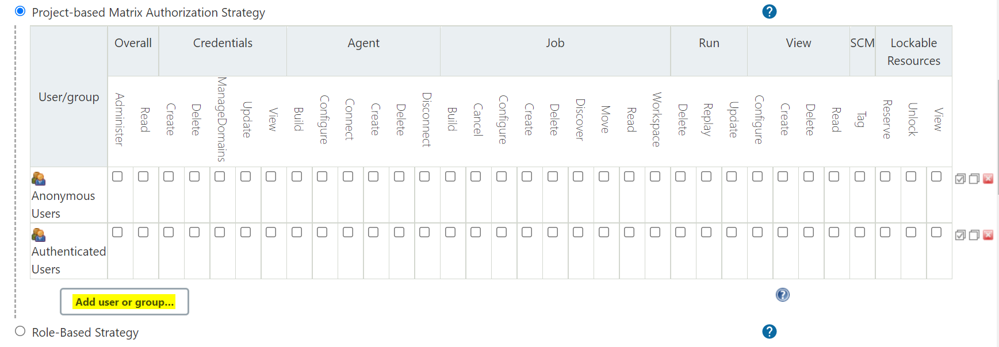 Project-based Matrix Authorization Strategy
?
User/group
Overall
Credentials
Agent
Job
Run
View
SCM
Lockable
Resources
Administer
Read
Create
Delete
ManageDomains
Update
View
Build
Configure
Connect
Create
Delete
Disconnect
Build
Cancel
Configure
Create
Delete
Discover
Move
Read
Workspace
Delete
Replay
Update
Configure
Create
Delete
Read
Tag
Reserve
Unlock
View
Anonymous
Users
Authenticated
Users
Add user or group...
?
Role-Based Strategy
?